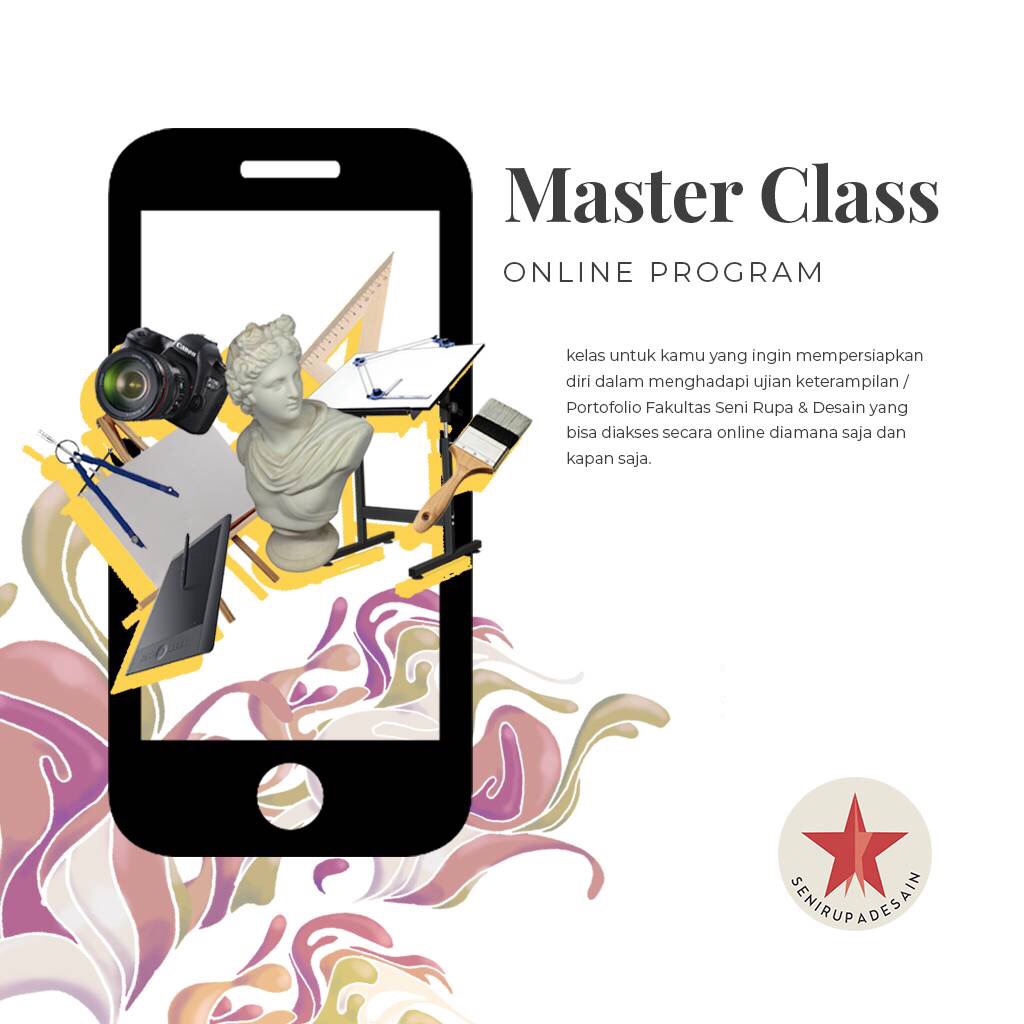 Master Class
ONLINE PROGRAM
kelas untuk kamu yang ingin mempersiapkan
diri dalam menghadapi ujian keterampilan /
Portofolio Fakultas Seni Rupa & Desain yang
bisa diakses secara online diamana saja dan
kapan saja.
Canon
SENIRUPADESAIN